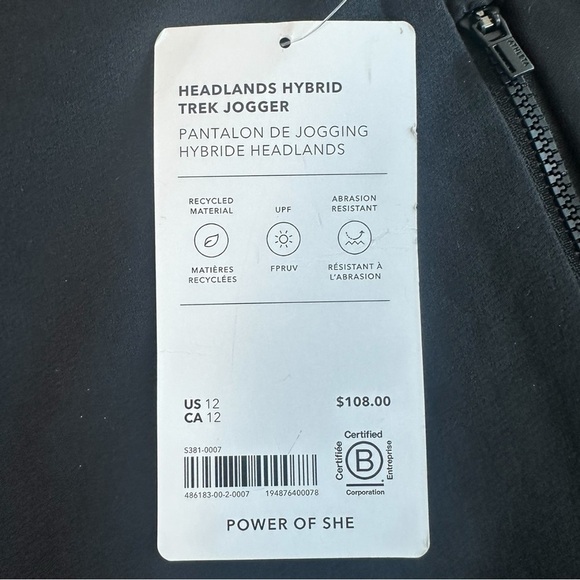 ATHLETA
HEADLANDS HYBRID
TREK JOGGER
PANTALON DE JOGGING
HYBRIDE HEADLANDS
RECYCLED
MATERIAL
UPF
ABRASION
RESISTANT
MATIÈRES
RECYCLÉES
FPRUV
RÉSISTANT À
L'ABRASION
US 12
CA 12
$108.00
S381-0007
486183-00-2-0007
194876400078
Certified
Certifiée
B
Entreprise
Corporation
POWER OF SHE